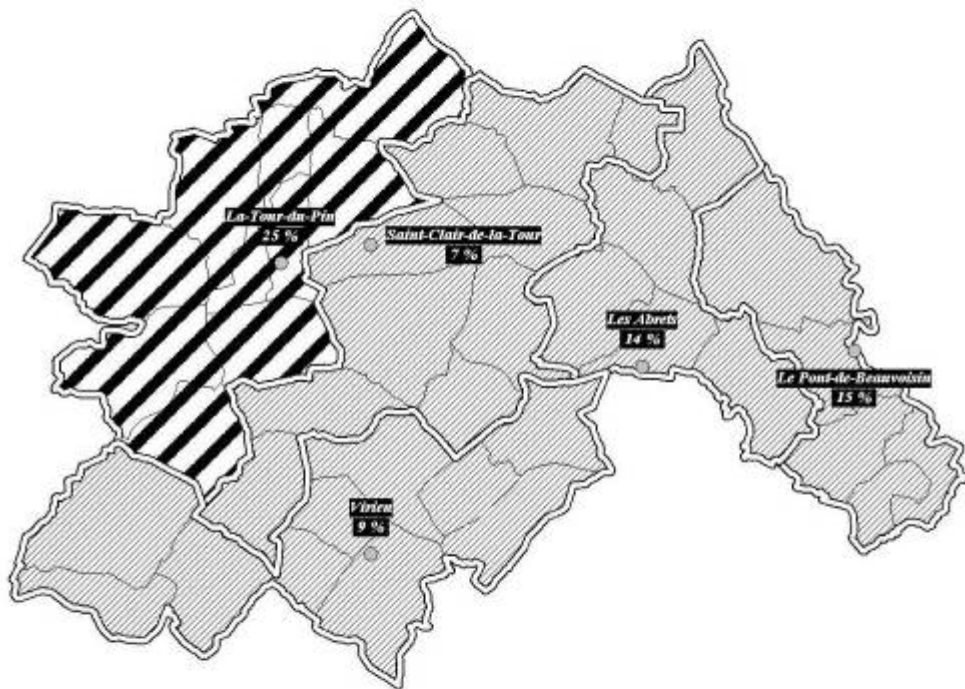 La-Tour-du-Pin
25 %
Saint-Clair-de-la-Tour
7 %
Les Abrets
14 %
Le Pont-de-Beauvoisin
15 %
Virieu
9 %